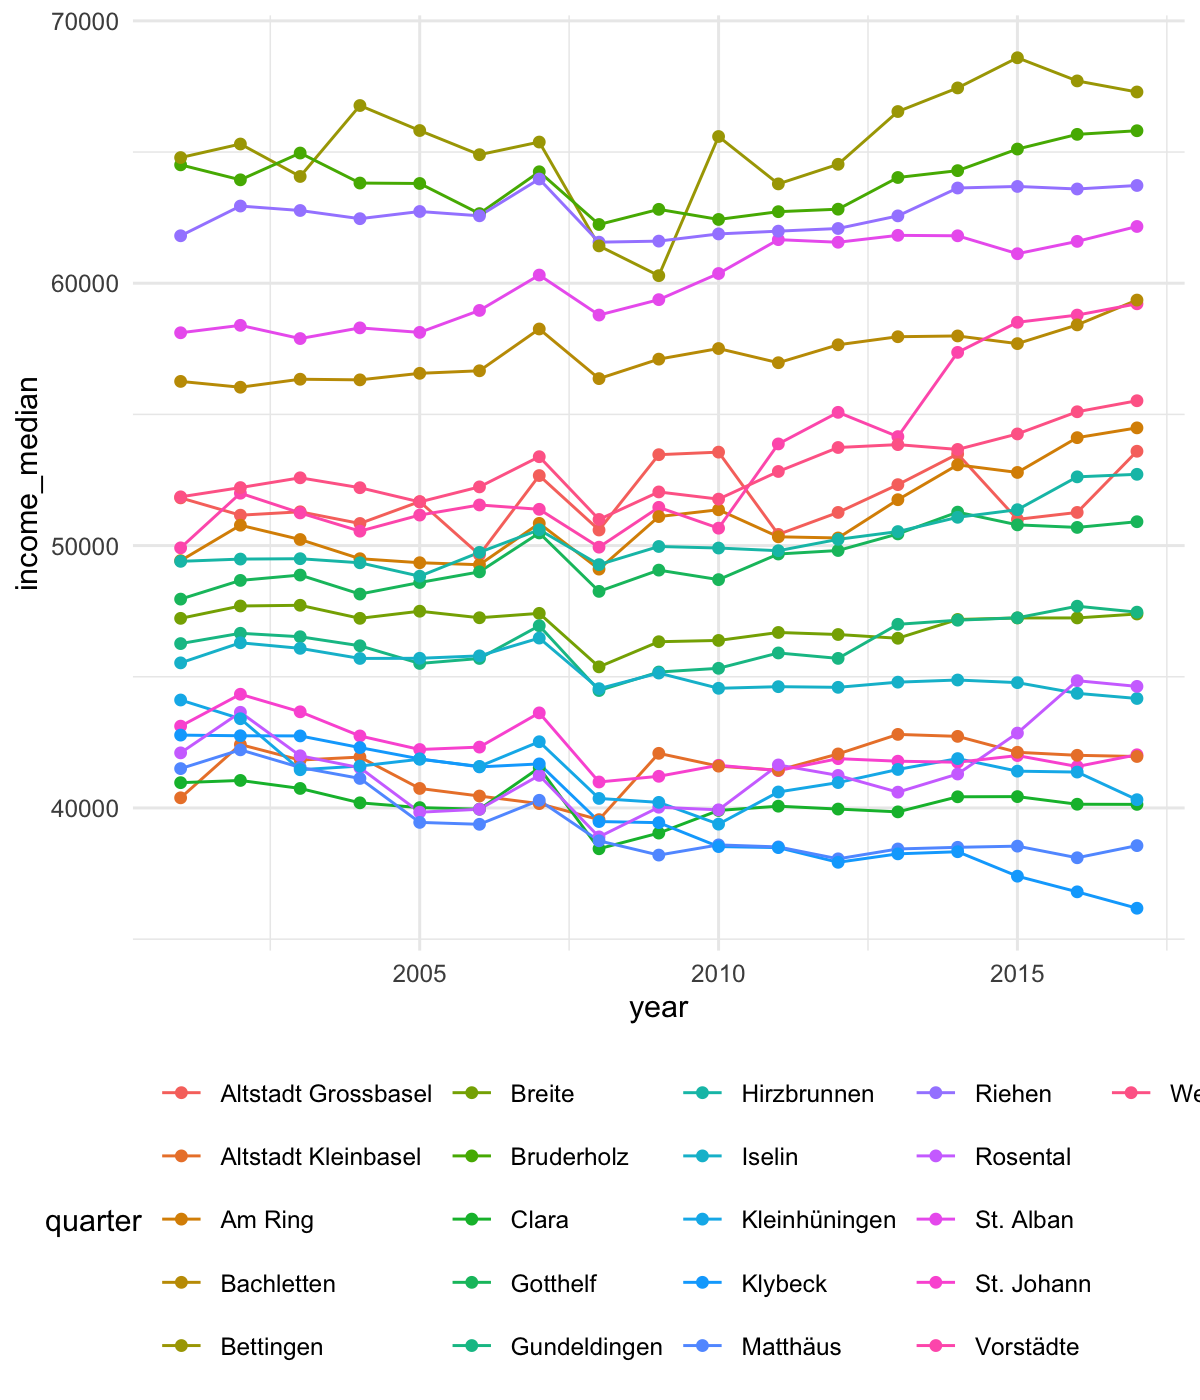 70000
60000
50000
40000
income_median
2005 2010 2015
year
quarter
Altstadt Grossbasel Breite Hirzbrunnen Riehen We
Altstadt Kleinbasel Bruderholz Iselin Rosental
Am Ring Clara Kleinhüningen St. Alban
Bachletten Gotthelf Klybeck St. Johann
Bettingen Gundeldingen Matthäus Vorstädte